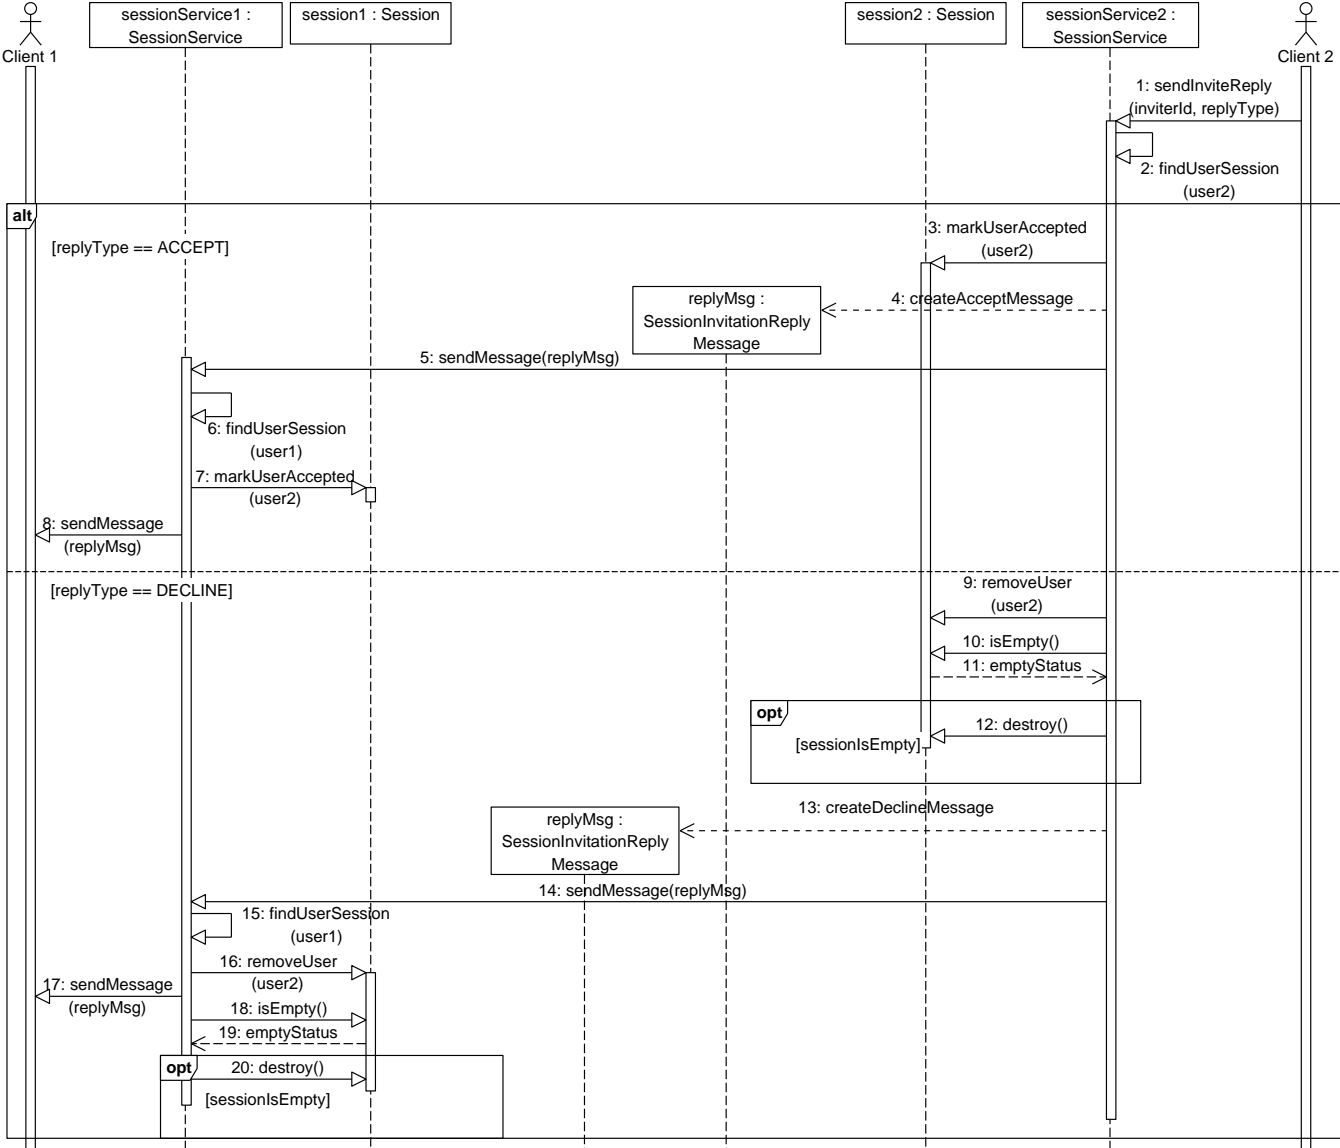 sessionService1 :
SessionService
session1 : Session
session2 : Session
sessionService2 :
SessionService
Client 1
Client 2
1: sendInviteReply
(inviterId, replyType)
2: findUserSession
(user2)
alt
[replyType == ACCEPT]
3: markUserAccepted
(user2)
replyMsg :
SessionInvitationReply
Message
4: createAcceptMessage
5: sendMessage(replyMsg)
6: findUserSession
(user1)
7: markUserAccepted
(user2)
8: sendMessage
(replyMsg)
[replyType == DECLINE]
9: removeUser
(user2)
10: isEmpty()
11: emptyStatus
opt
12: destroy()
[sessionIsEmpty]
13: createDeclineMessage
replyMsg :
SessionInvitationReply
Message
14: sendMessage(replyMsg)
15: findUserSession
(user1)
16: removeUser
(user2)
17: sendMessage
(replyMsg)
18: isEmpty()
19: emptyStatus
opt
20: destroy()
[sessionIsEmpty]